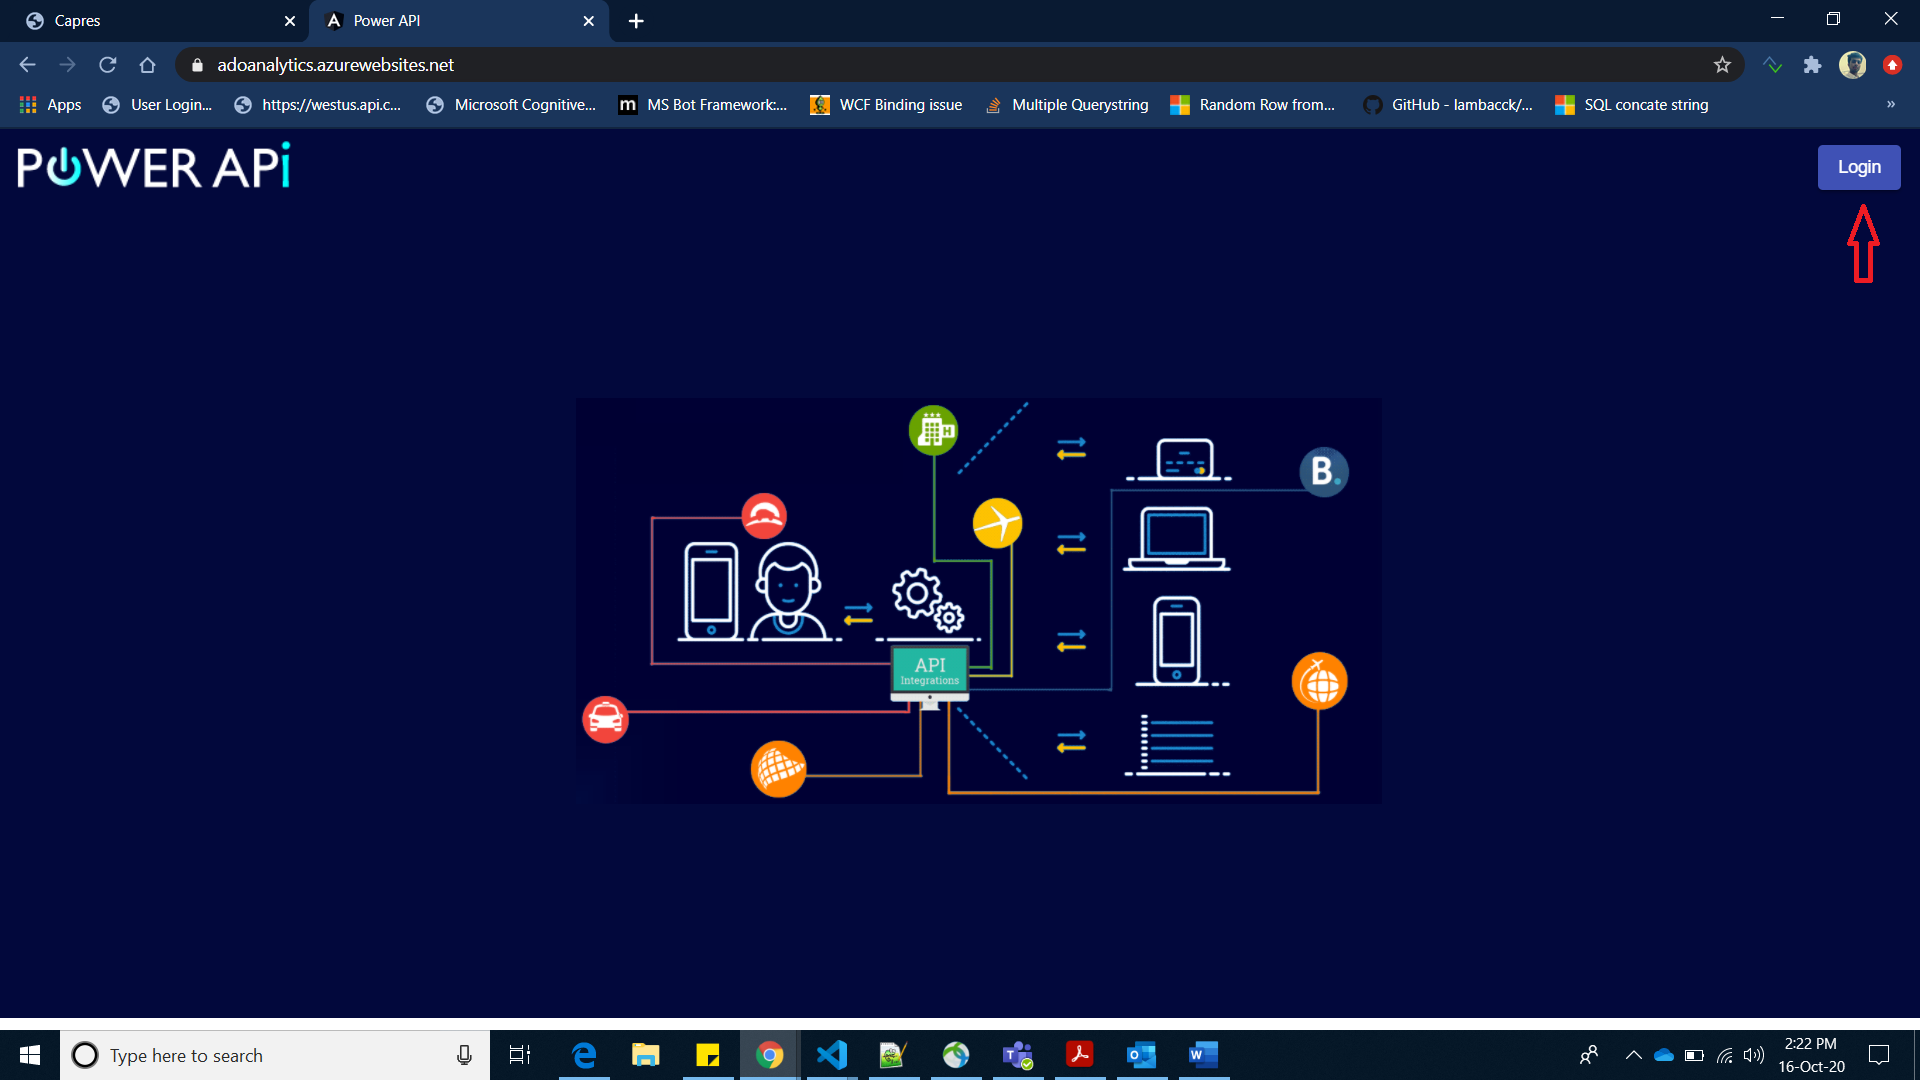 Capres
Power API
adoanalytics.azurewebsites.net
Apps
User Login...
https://westus.api.c...
Microsoft Cognitive...
MS Bot Framework:...
WCF Binding issue
Multiple Querystring
Random Row from...
GitHub - lambacck/...
SQL concate string
»
POWER APi
Login
B.
H
API
Integrations
Type here to search
2:22 PM
16-Oct-20